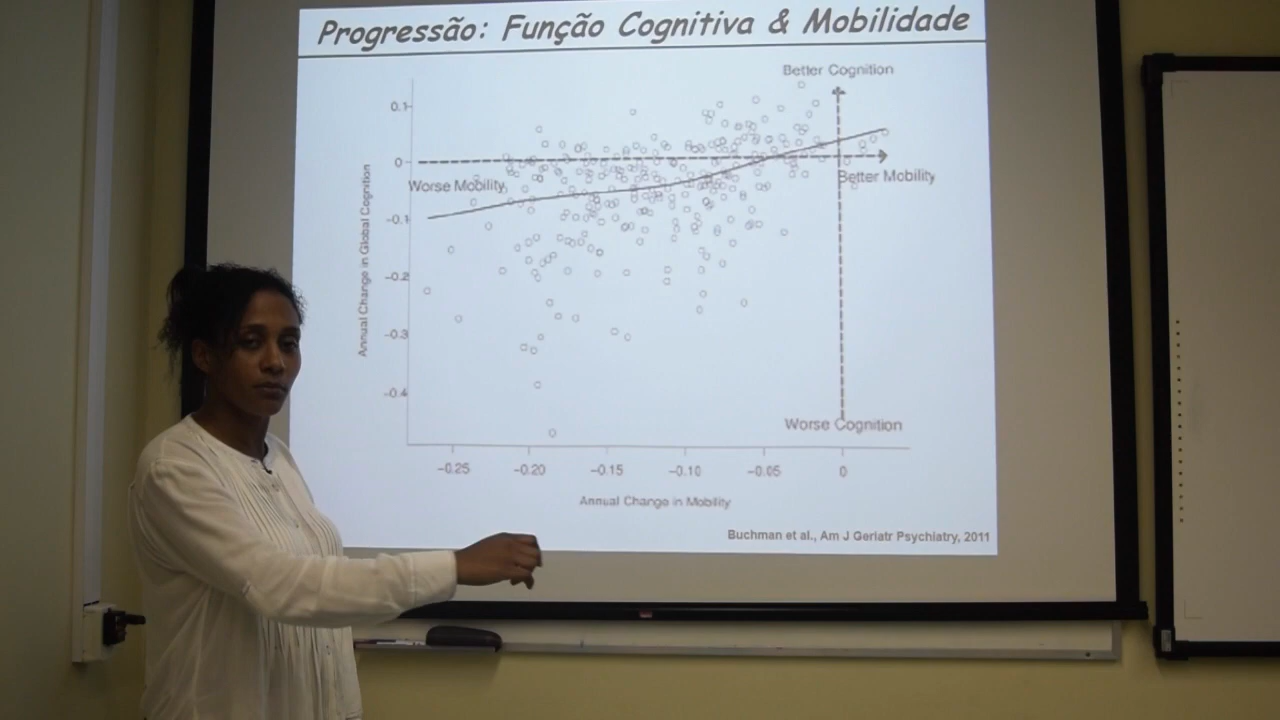 Progressão: Função Cognitiva & Mobilidade
Better Cognition
0.1
0
Worse Mobility
Better Mobility
-0.1
-0.2
-0.3
-0.4
Annual Change in Global Cognition
Worse Cognition
-0.25 -0.20 -0.15 -0.10 -0.05 0
Annual Change in Mobility
Buchman et al., Am J Geriatr Psychiatry, 2011